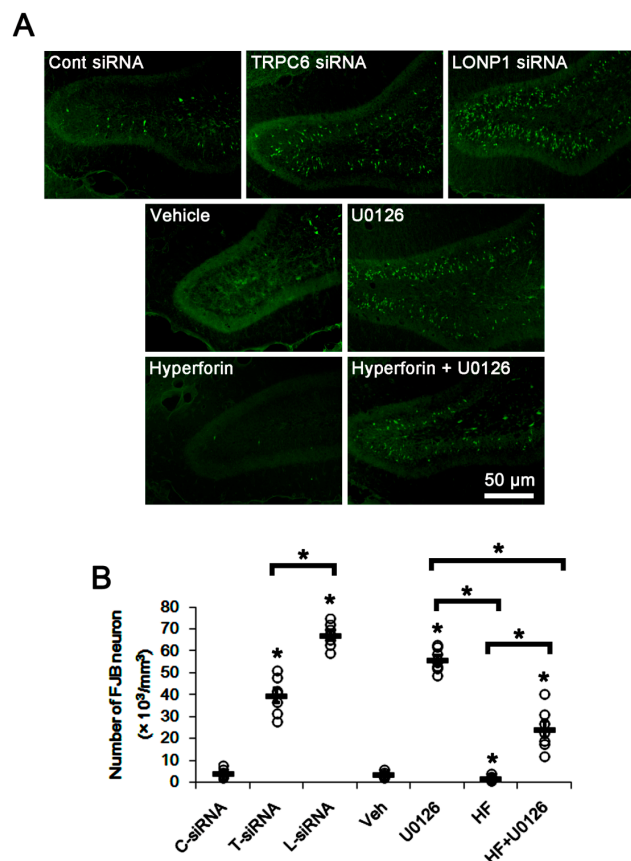 A
Cont siRNA TRPC6 siRNA LONP1 siRNA
Vehicle U0126
Hyperforin Hyperforin + U0126
50 µm
B
* *
* * * * * * *
Number of FJB neuron
(× 10³/mm³)
80
70
60
50
40
30
20
10
0
C-siRNA T-siRNA L-siRNA Veh U0126 HF HF+U0126